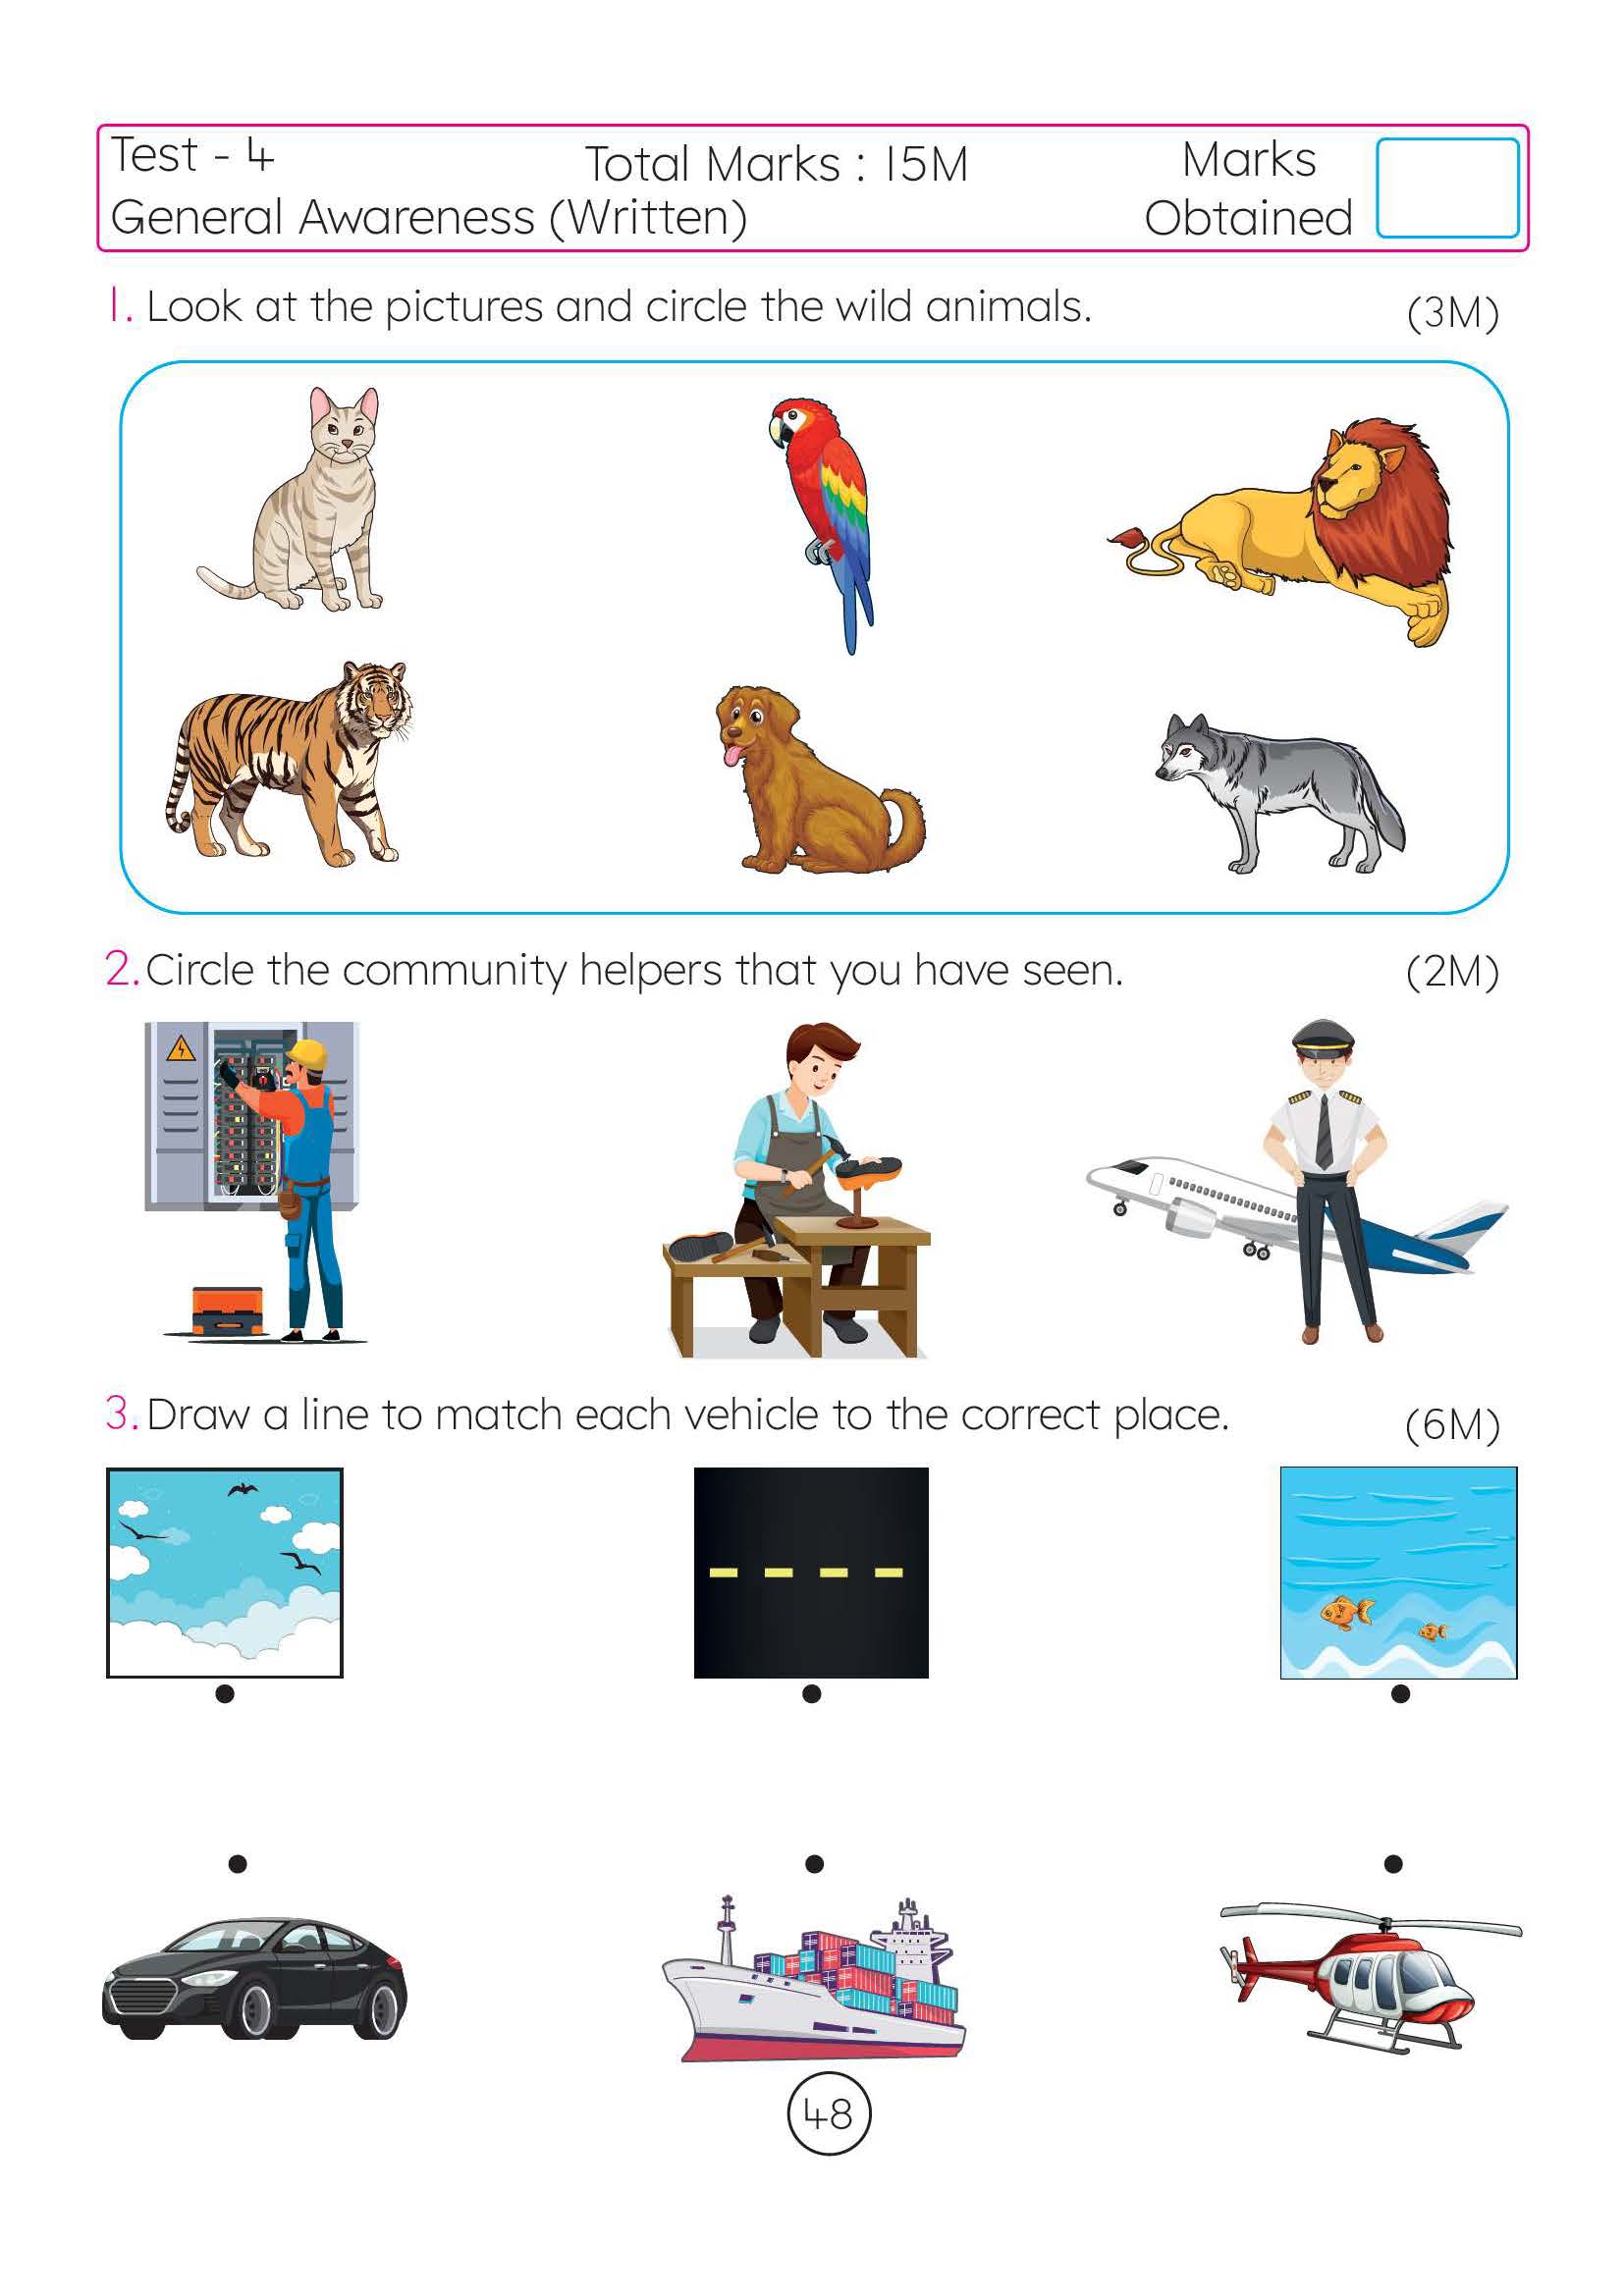 Test - 4
Total Marks : 15M
Marks
General Awareness (Written)
Obtained
1. Look at the pictures and circle the wild animals. (3M)
2. Circle the community helpers that you have seen. (2M)
3. Draw a line to match each vehicle to the correct place. (6M)
48